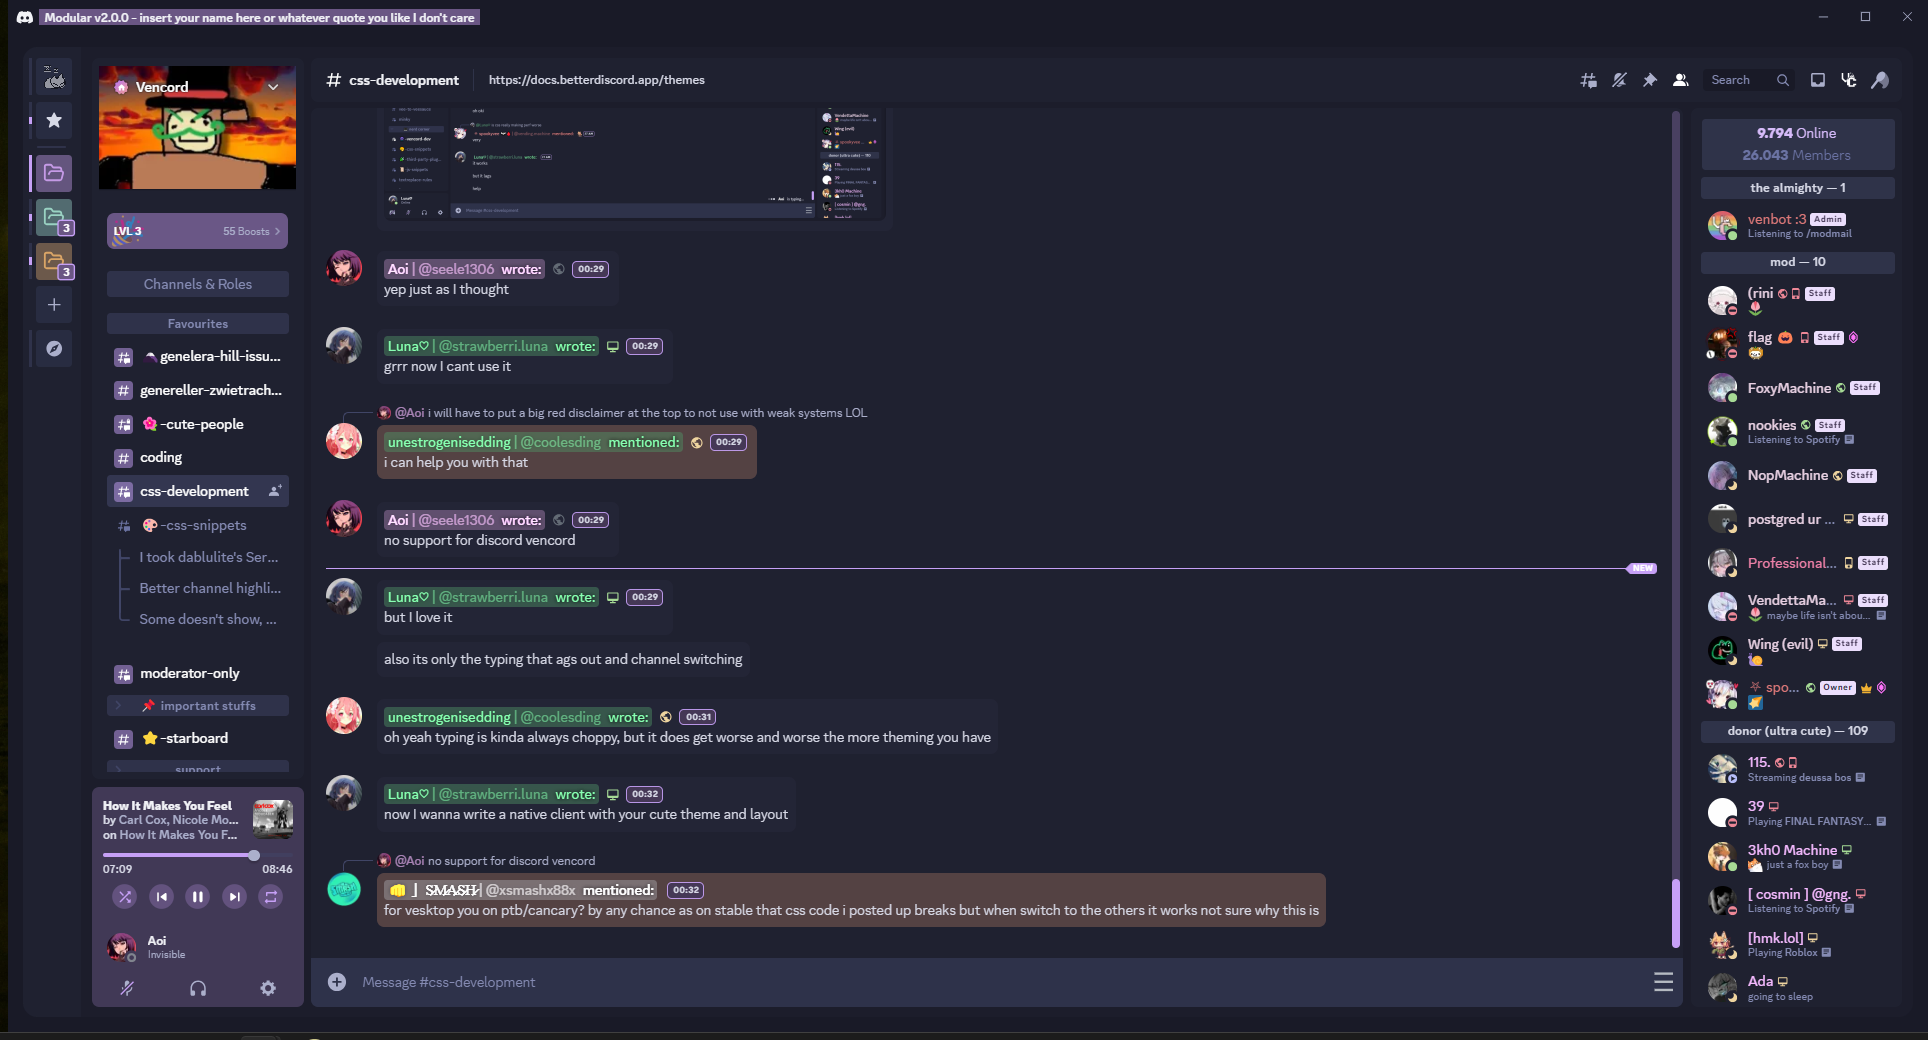 Modular v2.0.0 - insert your name here or whatever quote you like I don't care
Vencord
LVL 3
55 Boosts
Channels & Roles
Favourites
genelera-hill-issu...
genereller-zwietrach...
-cute-people
coding
css-development
-css-snippets
I took dablulite's Ser...
Better channel highli...
Some doesn't show, ...
moderator-only
important stuffs
-starboard
support
3
3
How It Makes You Feel
by Carl Cox, Nicole Mo...
on How It Makes You F...
07:09
08:46
Aoi
Invisible
css-development
https://docs.betterdiscord.app/themes
Search
Aoi | @seele1306 wrote: 00:29
yep just as I thought
Luna♡ | @strawberri.luna wrote: 00:29
grrr now I cant use it
@Aoi i will have to put a big red disclaimer at the top to not use with weak systems LOL
unestrogenisedding | @coolesding mentioned: 00:29
i can help you with that
Aoi | @seele1306 wrote: 00:29
no support for discord vencord
NEW
Luna♡ | @strawberri.luna wrote: 00:29
but I love it
also its only the typing that ags out and channel switching
unestrogenisedding | @coolesding wrote: 00:31
oh yeah typing is kinda always choppy, but it does get worse and worse the more theming you have
Luna♡ | @strawberri.luna wrote: 00:32
now I wanna write a native client with your cute theme and layout
@Aoi no support for discord vencord
SMASH | @xsmashx88x mentioned: 00:32
for vesktop you on ptb/cancary? by any chance as on stable that css code i posted up breaks but when switch to the others it works not sure why this is
Message #css-development
9.794 Online
26.043 Members
the almighty — 1
venbot :3 Admin
Listening to /modmail
mod — 10
(rini Staff
flag Staff
FoxyMachine Staff
nookies Staff
Listening to Spotify
NopMachine Staff
postgred ur ... Staff
Professional... Staff
VendettaMa... Staff
maybe life isn't abou...
Wing (evil) Staff
spo... Owner
donor (ultra cute) — 109
115.
Streaming deussa bos
39
Playing FINAL FANTASY...
3kh0 Machine
just a fox boy
[ cosmin ] @gng.
Listening to Spotify
[hmk.lol]
Playing Roblox
Ada
going to sleep